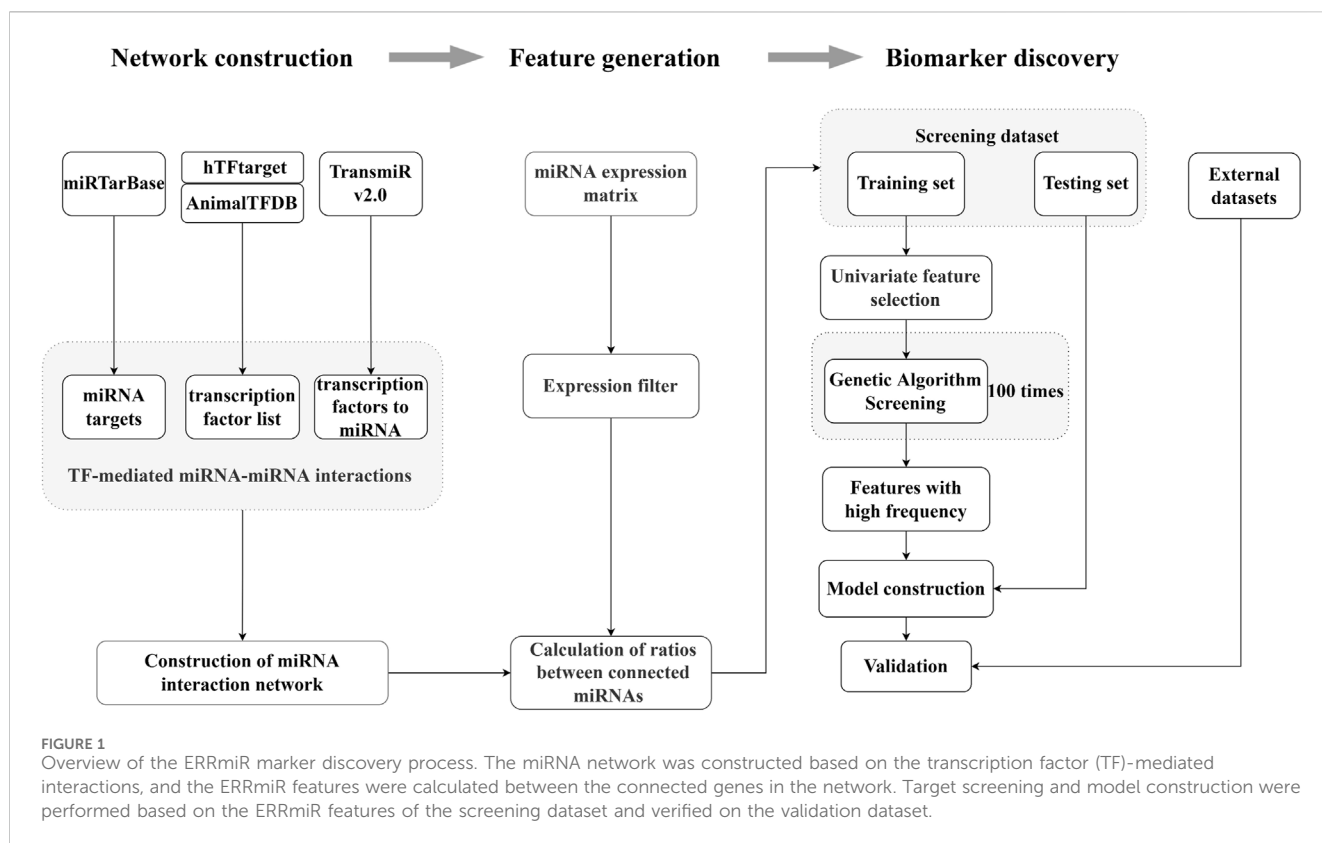 Network construction
Feature generation
Biomarker discovery
miRTarBase
hTFtarget
AnimalTFDB
TransmiR
v2.0
miRNA
targets
transcription
factor list
transcription
factors to
miRNA
TF-mediated miRNA-miRNA interactions
Construction of miRNA
interaction network
miRNA expression
matrix
Expression filter
Calculation of ratios
between connected
miRNAs
Screening dataset
Training set
Testing set
External
datasets
Univariate feature
selection
Genetic Algorithm
Screening
100 times
Features with
high frequency
Model construction
Validation
FIGURE 1
Overview of the ERRmiR marker discovery process. The miRNA network was constructed based on the transcription factor (TF)-mediated
interactions, and the ERRmiR features were calculated between the connected genes in the network. Target screening and model construction were
performed based on the ERRmiR features of the screening dataset and verified on the validation dataset.